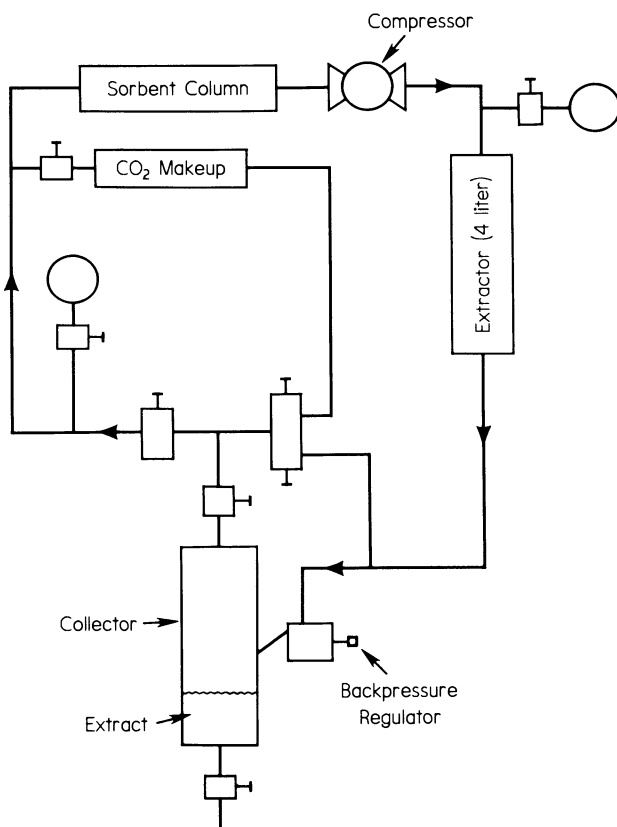 Compressor
Sorbent Column
CO₂ Makeup
Extractor (4 liter)
Collector
Extract
Backpressure
Regulator